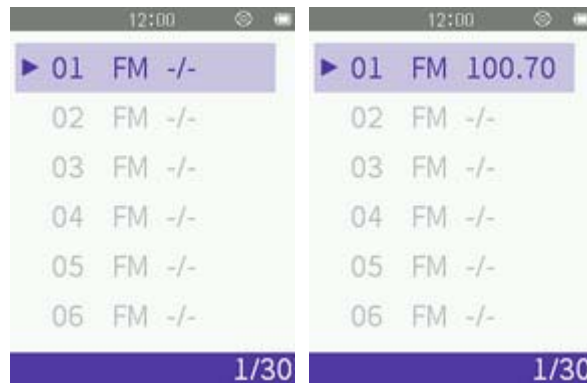 12:00
01 FM -/-
02 FM -/-
03 FM -/-
04 FM -/-
05 FM -/-
06 FM -/-
1/30
12:00
01 FM 100.70
02 FM -/-
03 FM -/-
04 FM -/-
05 FM -/-
06 FM -/-
1/30